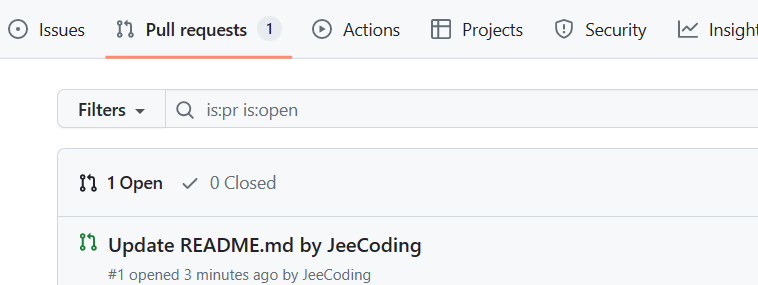 Issues Pull requests 1 Actions Projects Security Insight
Filters is:pr is:open
1 Open 0 Closed
Update README.md by JeeCoding
#1 opened 3 minutes ago by JeeCoding